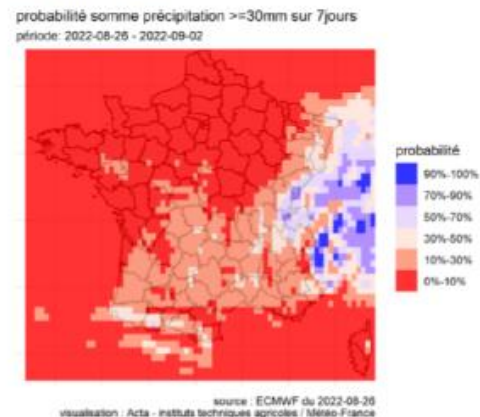 probabilité somme précipitation >=30mm sur 7jours
période: 2022-08-26 - 2022-09-02
probabilité
90%-100%
70%-90%
50%-70%
30%-50%
10%-30%
0%-10%
source : ECMWF du 2022-08-26
visualisation : Acta - instituts techniques agricoles / Météo-France